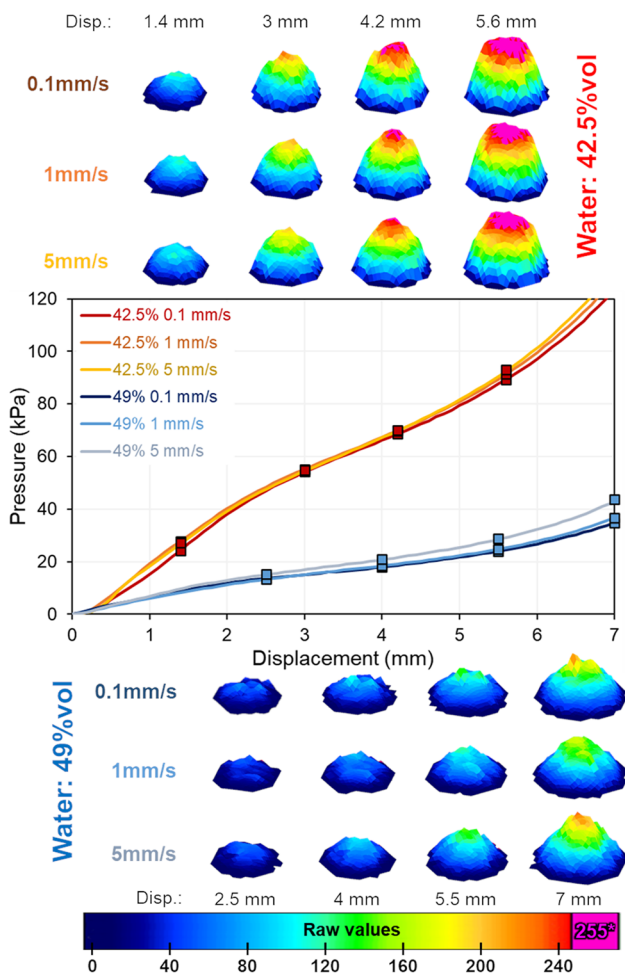 Disp.: 1.4 mm 3 mm 4.2 mm 5.6 mm
0.1mm/s
1mm/s
5mm/s
Water: 42.5%vol
120
100
80
60
40
20
0
Pressure (kPa)
42.5% 0.1 mm/s
42.5% 1 mm/s
42.5% 5 mm/s
49% 0.1 mm/s
49% 1 mm/s
49% 5 mm/s
0 1 2 3 4 5 6 7
Displacement (mm)
Water: 49%vol
0.1mm/s
1mm/s
5mm/s
Disp.: 2.5 mm 4 mm 5.5 mm 7 mm
Raw values 255*
0 40 80 120 160 200 240